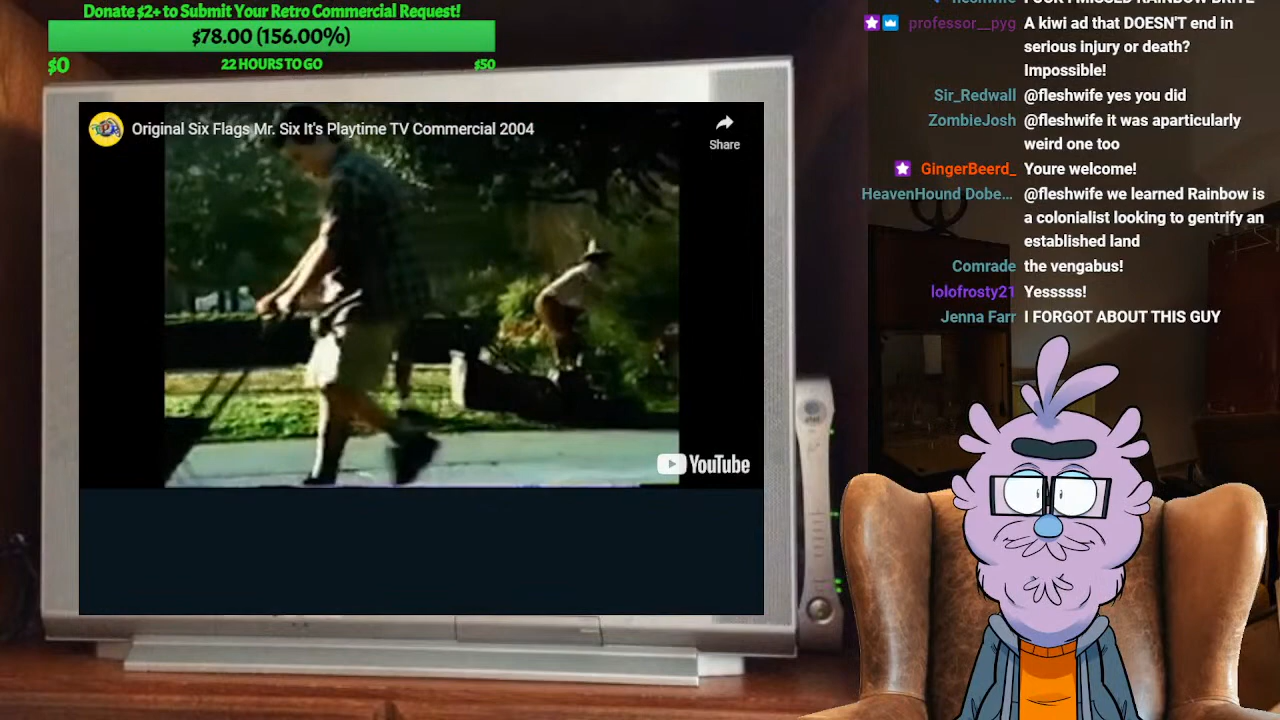 Donate $2+ to Submit Your Retro Commercial Request!
$78.00 (156.00%)
$0 22 HOURS TO GO $50
Original Six Flags Mr. Six It's Playtime TV Commercial 2004
Share
YouTube
professor__pyg A kiwi ad that DOESN'T end in
serious injury or death?
Impossible!
Sir_Redwall @fleshwife yes you did
ZombieJosh @fleshwife it was aparticularly
weird one too
GingerBeerd_ Youre welcome!
HeavenHound Dobe... @fleshwife we learned Rainbow is
a colonialist looking to gentrify an
established land
Comrade the vengabus!
lolofrosty21 Yesssss!
Jenna Farr I FORGOT ABOUT THIS GUY